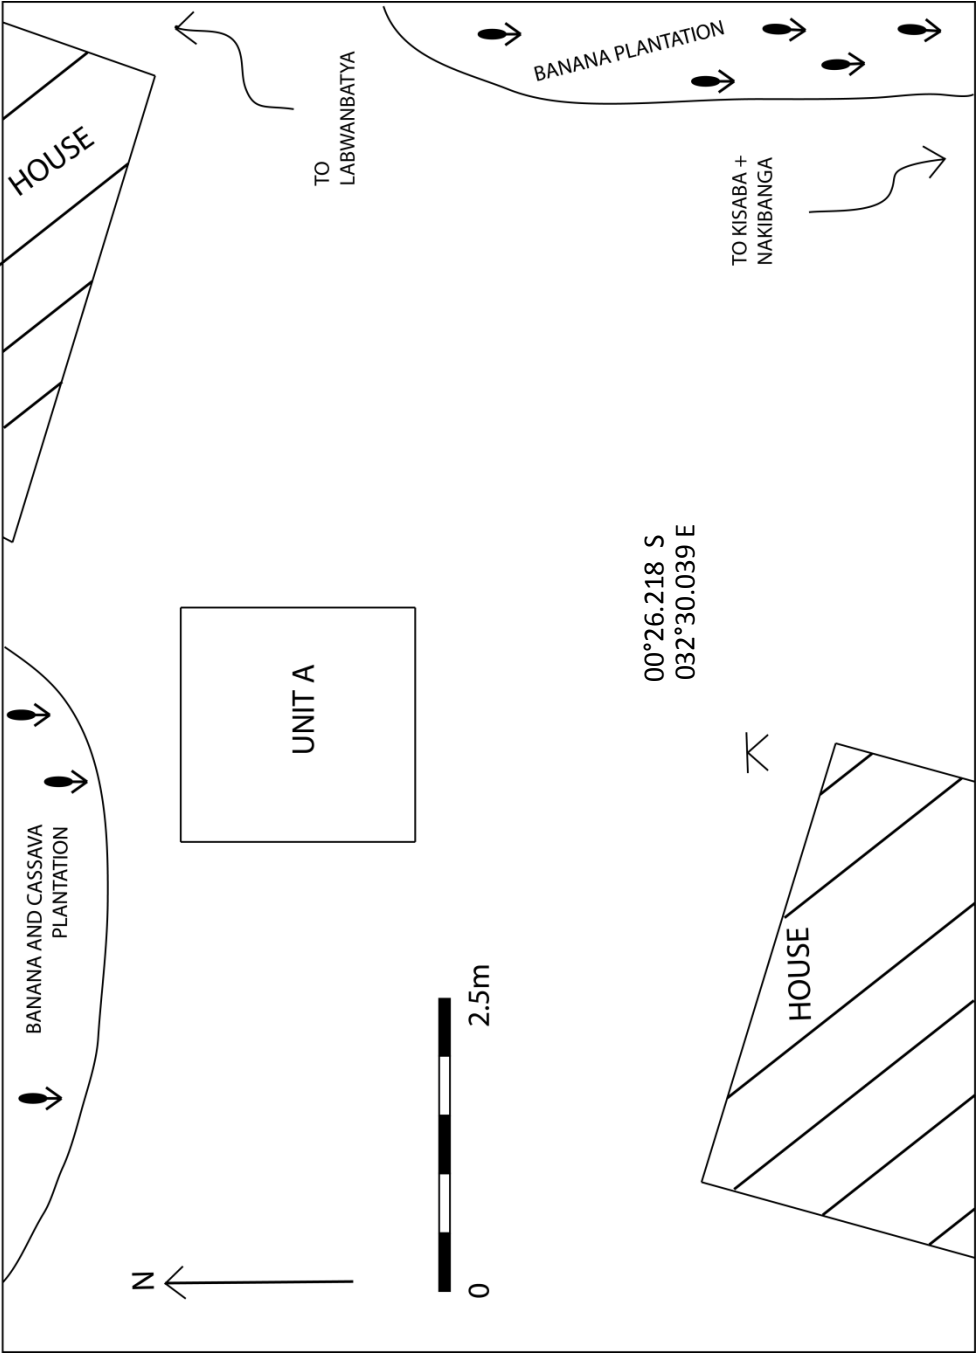 HOUSE
TO
LABWANBATYA
BANANA PLANTATION
TO KISABA +
NAKIBANGA
BANANA AND CASSAVA
PLANTATION
UNIT A
00°26.218 S
032°30.039 E
HOUSE
N
0
2.5m